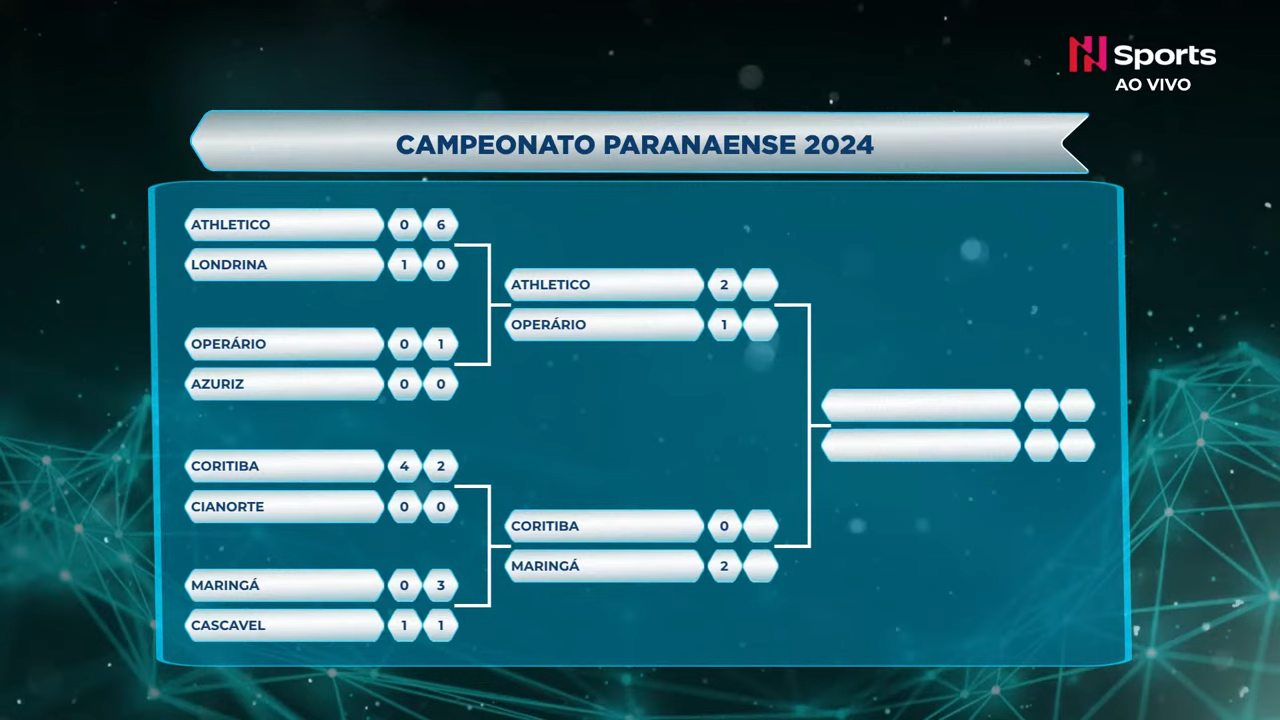 Sports
AO VIVO
CAMPEONATO PARANAENSE 2024
ATHLETICO 0 6
LONDRINA 1 0
OPERÁRIO 0 1
AZURIZ 0 0
CORITIBA 4 2
CIANORTE 0 0
MARINGÁ 0 3
CASCAVEL 1 1
ATHLETICO 2
OPERÁRIO 1
CORITIBA 0
MARINGÁ 2